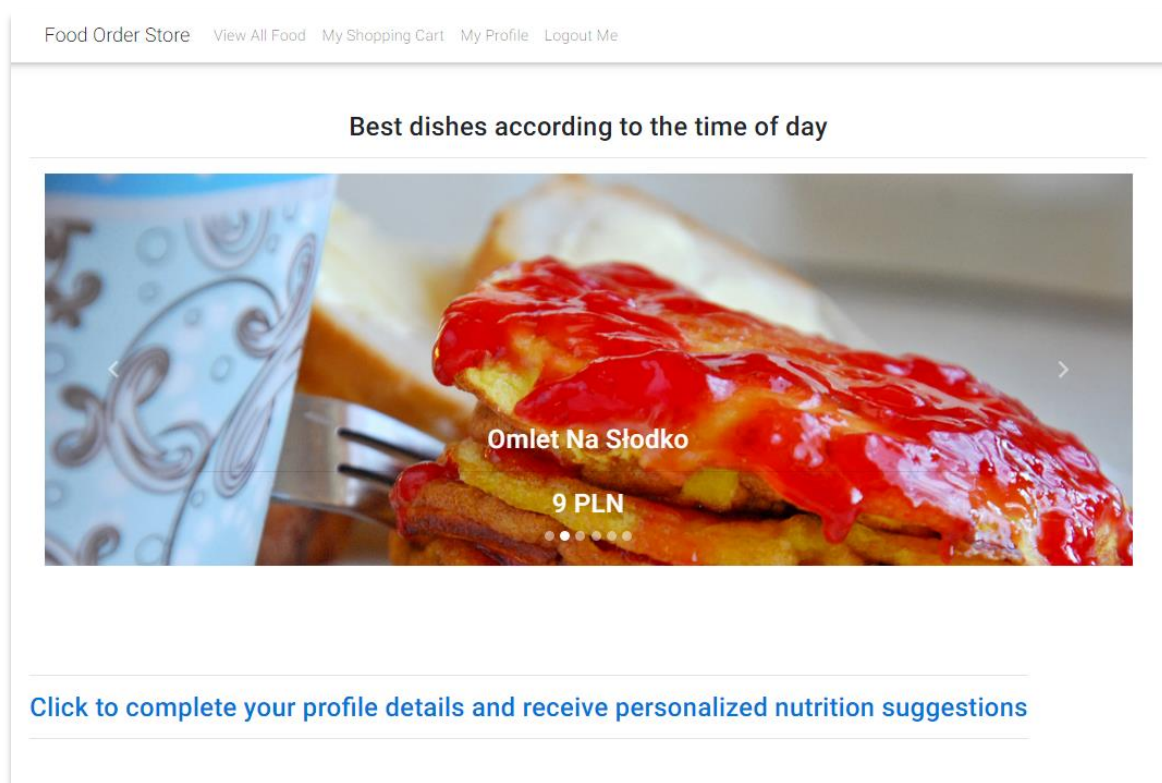 Food Order Store View All Food My Shopping Cart My Profile Logout Me
Best dishes according to the time of day
Omlet Na Słodko
9 PLN
Click to complete your profile details and receive personalized nutrition suggestions